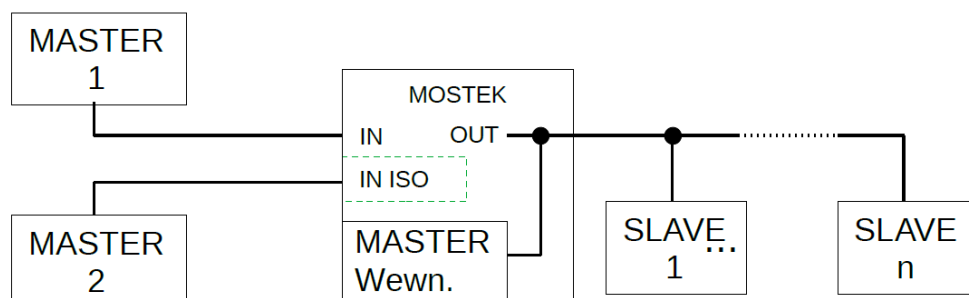 MASTER
1
MOSTEK
IN
OUT
IN ISO
MASTER
2
MASTER
Wewn.
SLAVE
1
...
SLAVE
n